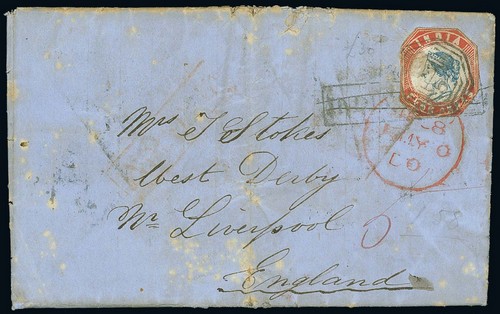 INDIA
Mrs J Stokes
West Derby
Nr Liverpool
England